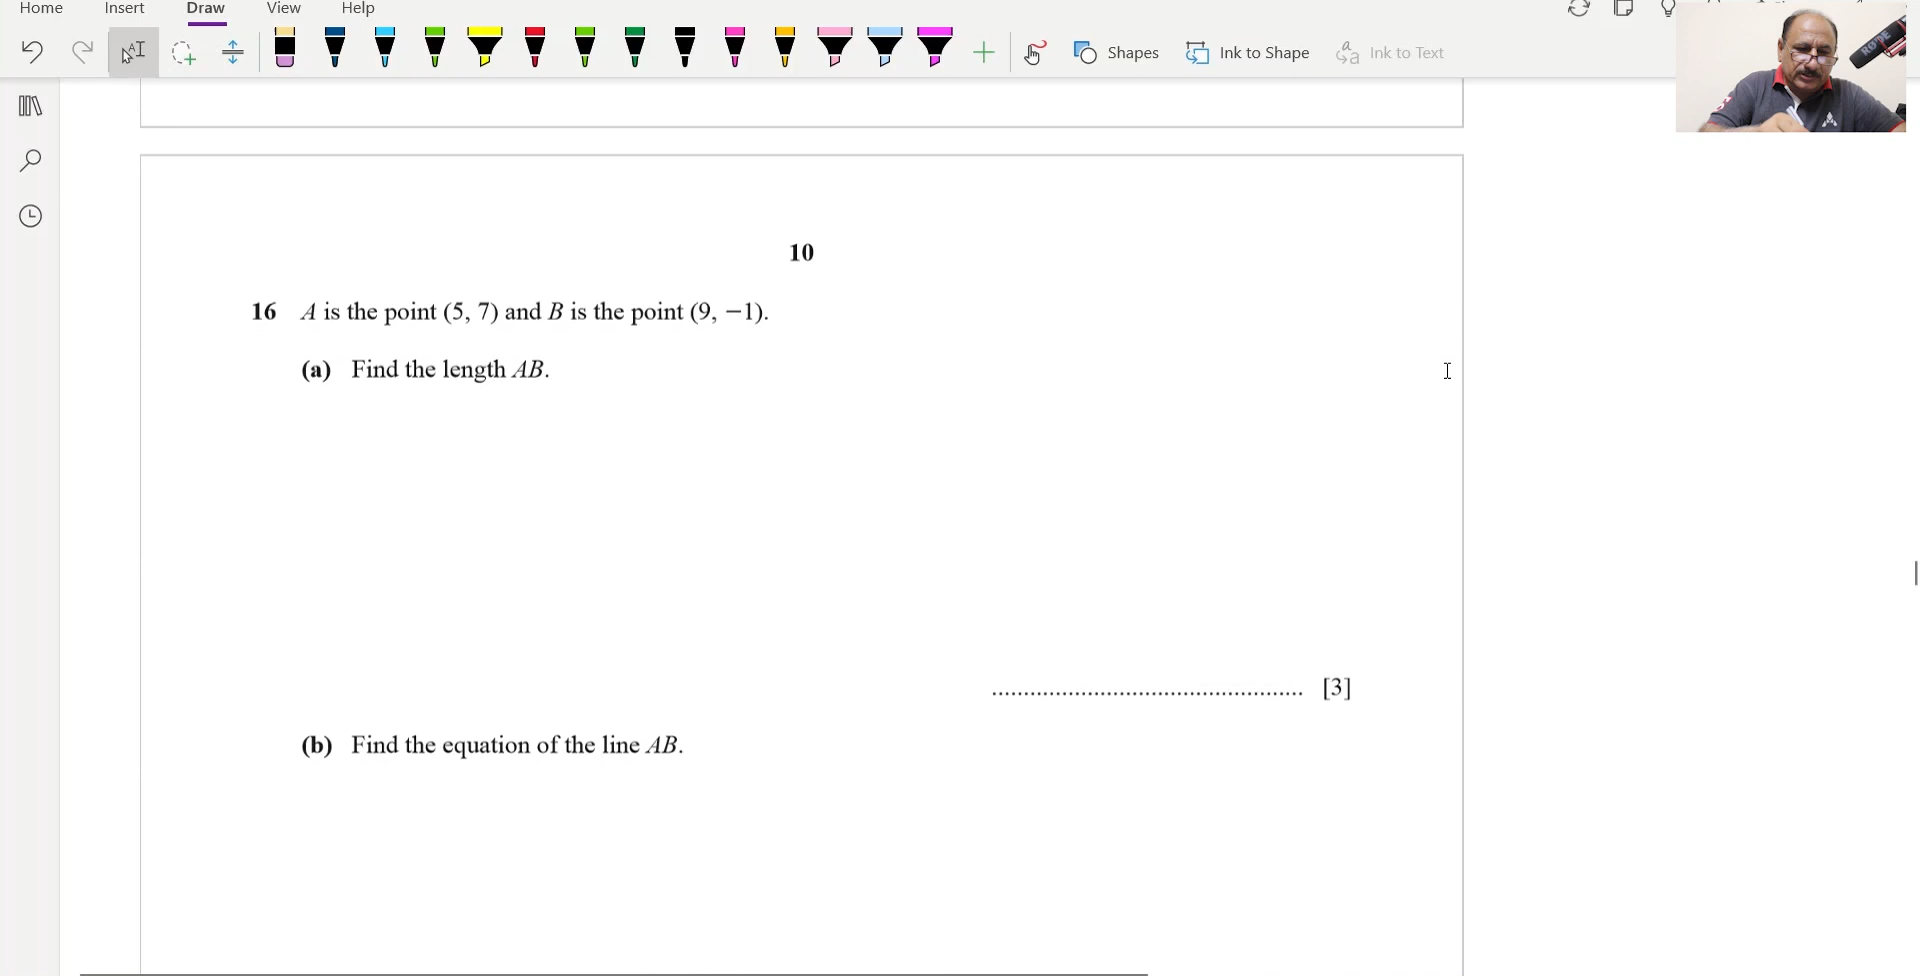 Home Insert Draw View Help
Shapes Ink to Shape Ink to Text
RØDE
10
16 A is the point (5, 7) and B is the point (9, −1).
(a) Find the length AB.
................................................. [3]
(b) Find the equation of the line AB.